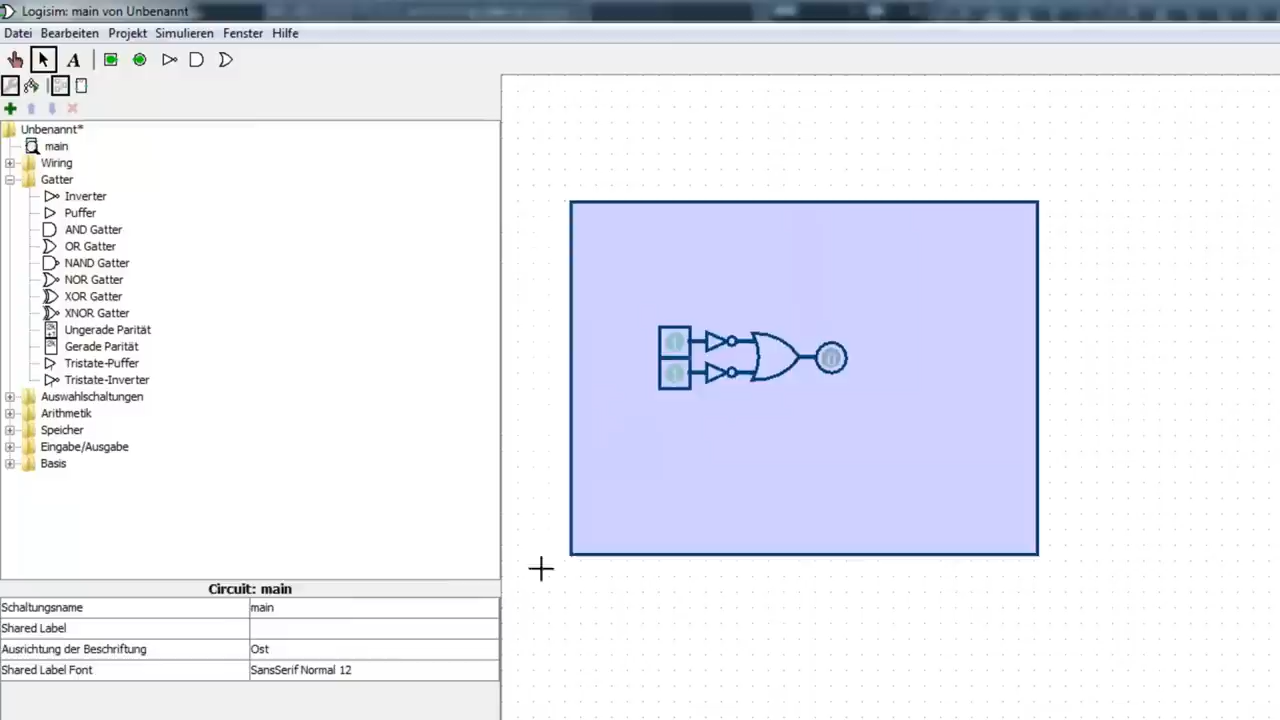 Logisim: main von Unbenannt
Datei Bearbeiten Projekt Simulieren Fenster Hilfe
A
Unbenannt*
main
Wiring
Gatter
Inverter
Puffer
AND Gatter
OR Gatter
NAND Gatter
NOR Gatter
XOR Gatter
XNOR Gatter
Ungerade Parität
Gerade Parität
Tristate-Puffer
Tristate-Inverter
Auswahlschaltungen
Arithmetik
Speicher
Eingabe/Ausgabe
Basis
Circuit: main
Schaltungsname main
Shared Label
Ausrichtung der Beschriftung Ost
Shared Label Font SansSerif Normal 12
1
1
0